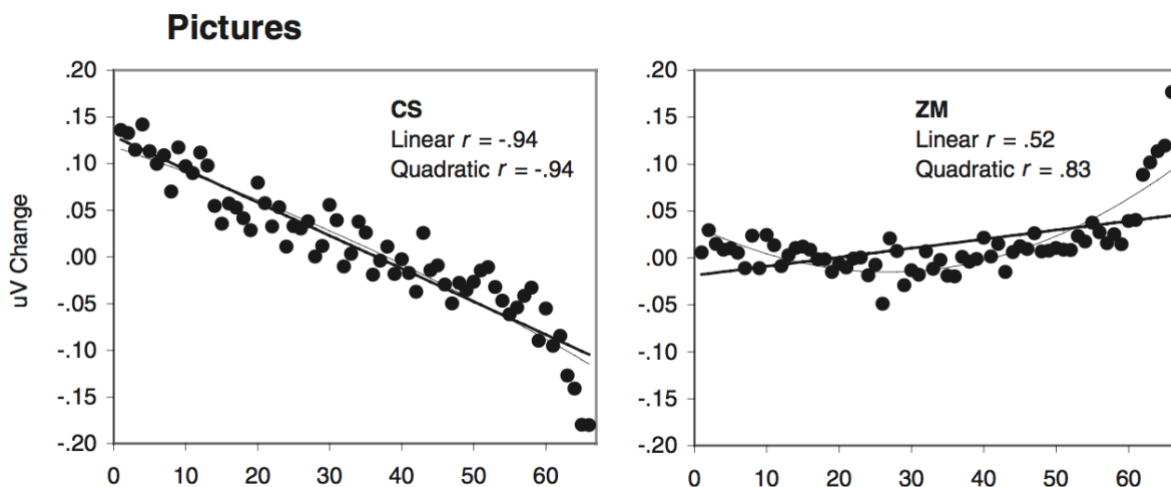 Pictures
uV Change
.20
.15
.10
.05
.00
-.05
-.10
-.15
-.20
CS
Linear r = -.94
Quadratic r = -.94
0 10 20 30 40 50 60
.20
.15
.10
.05
.00
-.05
-.10
-.15
-.20
ZM
Linear r = .52
Quadratic r = .83
0 10 20 30 40 50 60